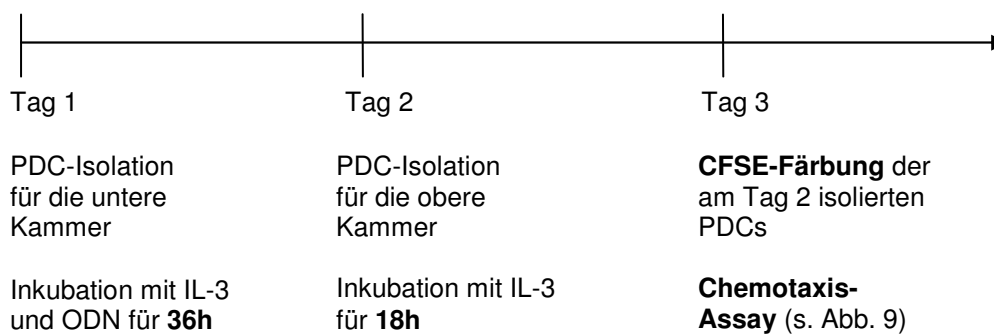 Tag 1
PDC-Isolation
für die untere
Kammer
Inkubation mit IL-3
und ODN für 36h
Tag 2
PDC-Isolation
für die obere
Kammer
Inkubation mit IL-3
für 18h
Tag 3
CFSE-Färbung der
am Tag 2 isolierten
PDCs
Chemotaxis-
Assay (s. Abb. 9)